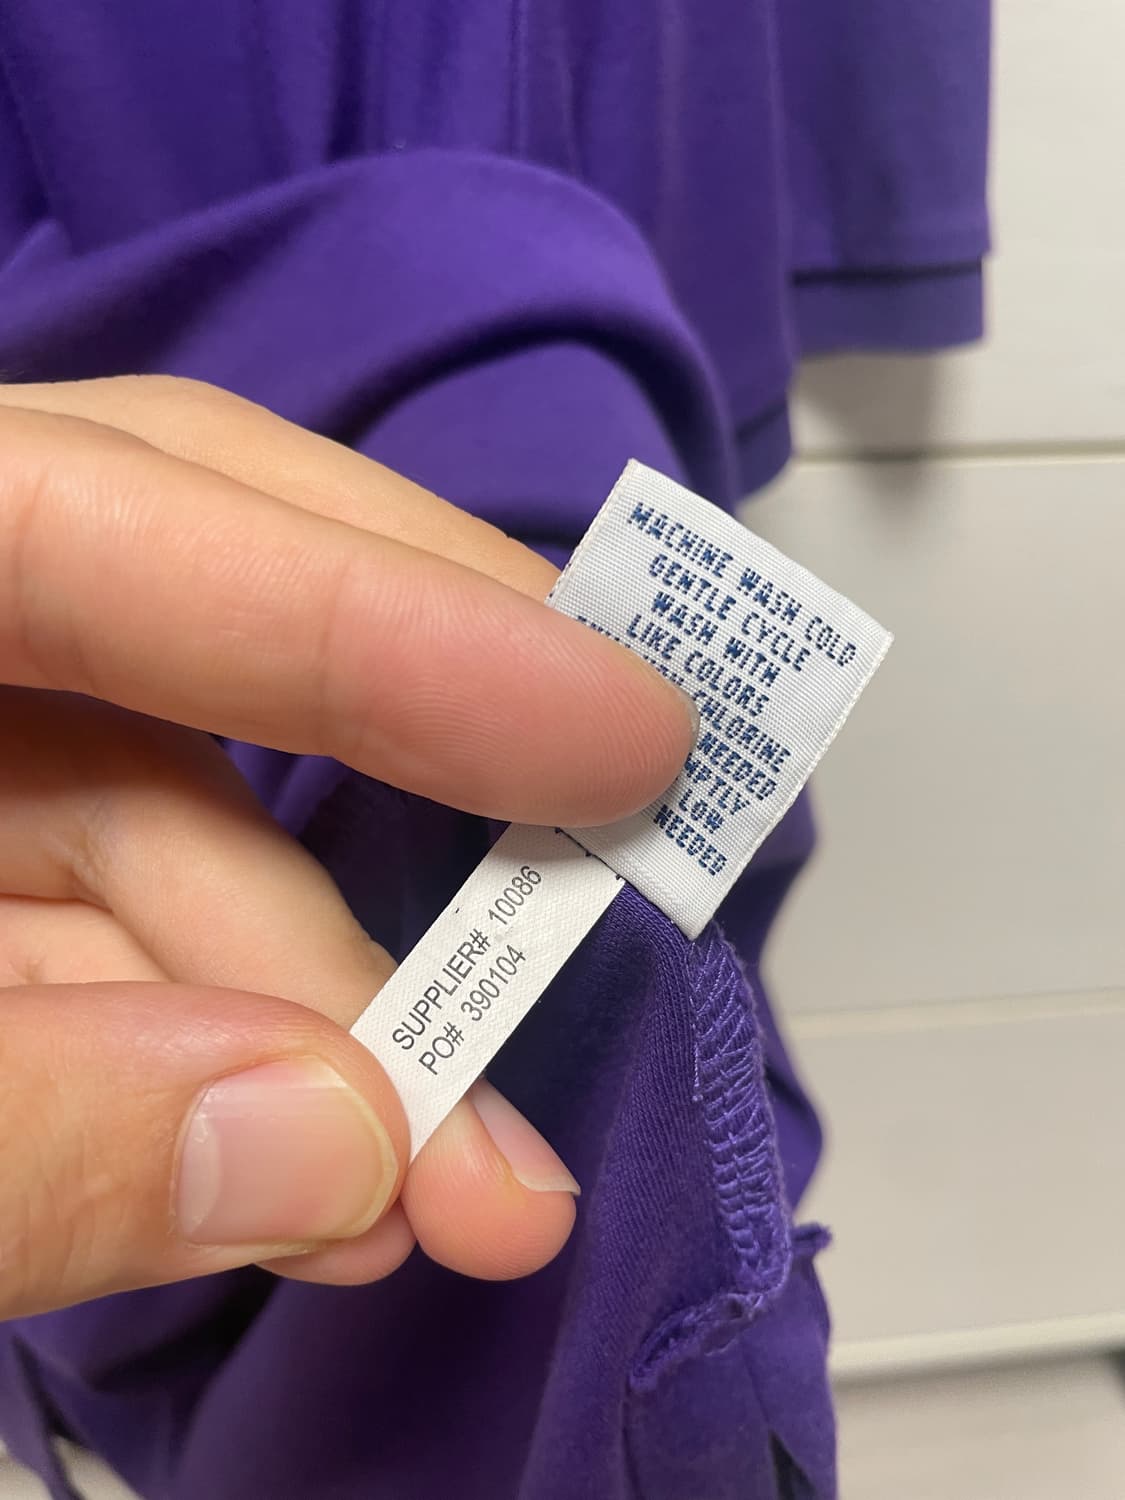 MACHINE WASH COLD
GENTLE CYCLE
WASH WITH
LIKE COLORS
CHLORINE
NEEDED
LOW
NEEDED
SUPPLIER# 10086
PO# 390104